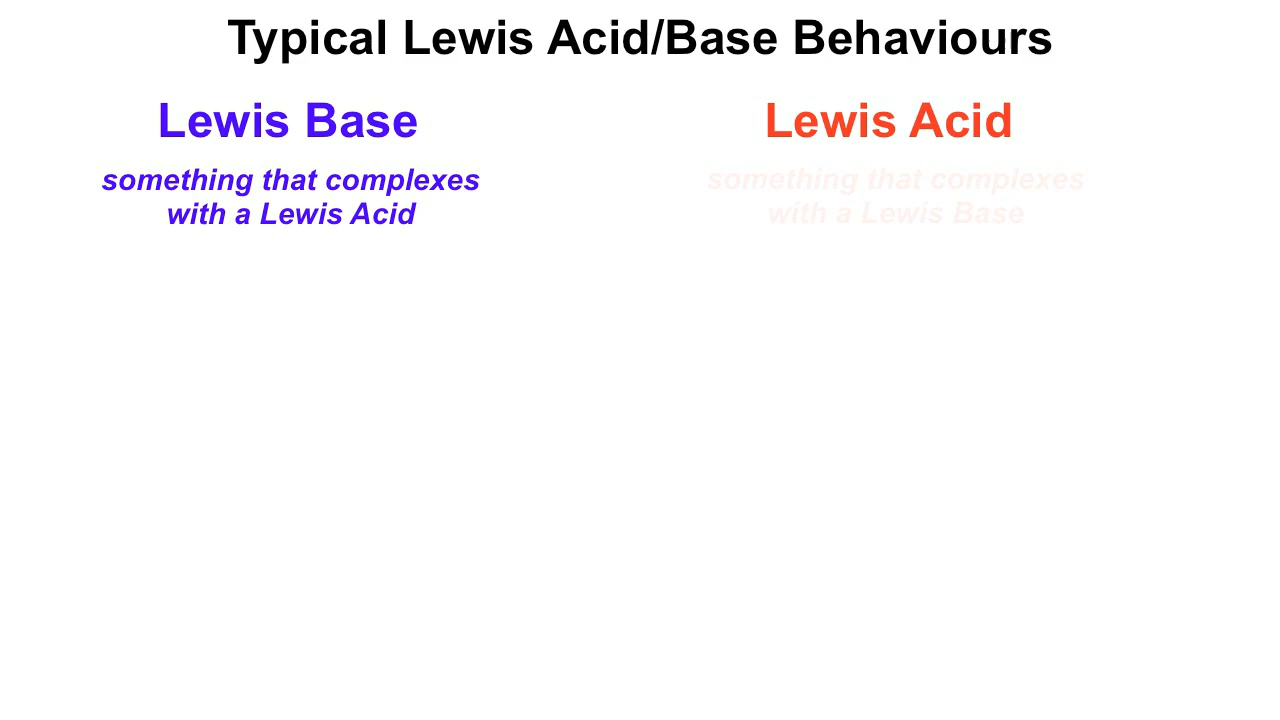 Typical Lewis Acid/Base Behaviours
Lewis Base
something that complexes
with a Lewis Acid
Lewis Acid
something that complexes
with a Lewis Base